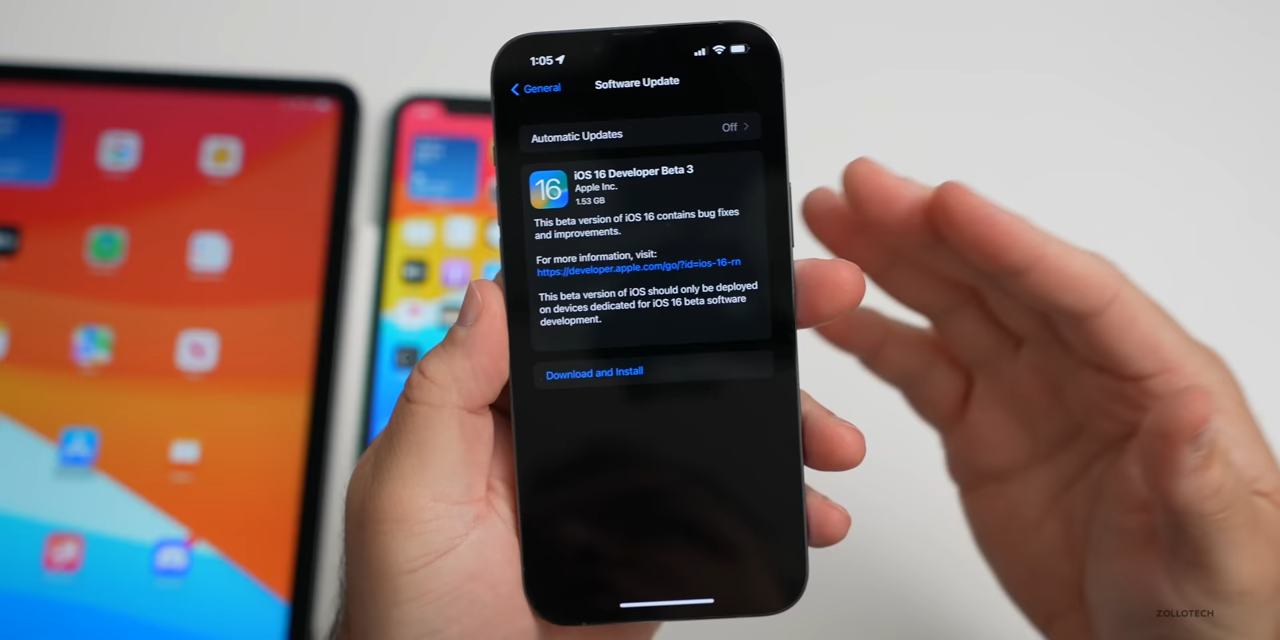 1:05
General
Software Update
Automatic Updates
Off
16
iOS 16 Developer Beta 3
Apple Inc.
1.53 GB
This beta version of iOS 16 contains bug fixes
and improvements.
For more information, visit:
https://developer.apple.com/go/?id=ios-16-rn
This beta version of iOS should only be deployed
on devices dedicated for iOS 16 beta software
development.
Download and Install
ZOLLOTECH